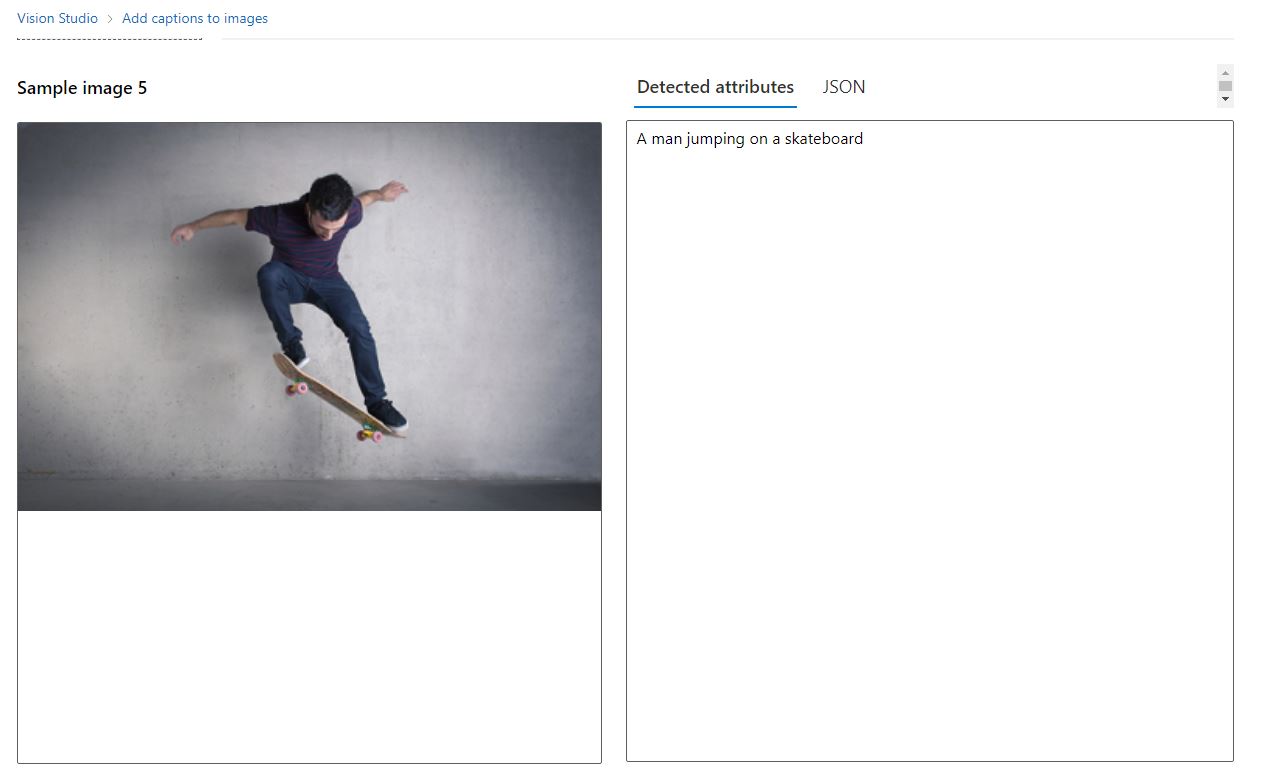 Vision Studio > Add captions to images
Sample image 5
Detected attributes JSON
A man jumping on a skateboard